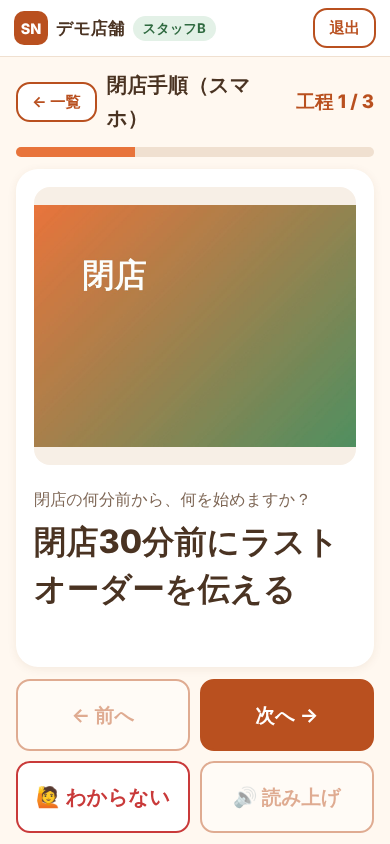 SN デモ店舗 スタッフB 退出
← 一覧 閉店手順（スマ
ホ） 工程 1 / 3
閉店
閉店の何分前から、何を始めますか？
閉店30分前にラスト
オーダーを伝える
← 前へ 次へ →
🙋 わからない 🔊 読み上げ